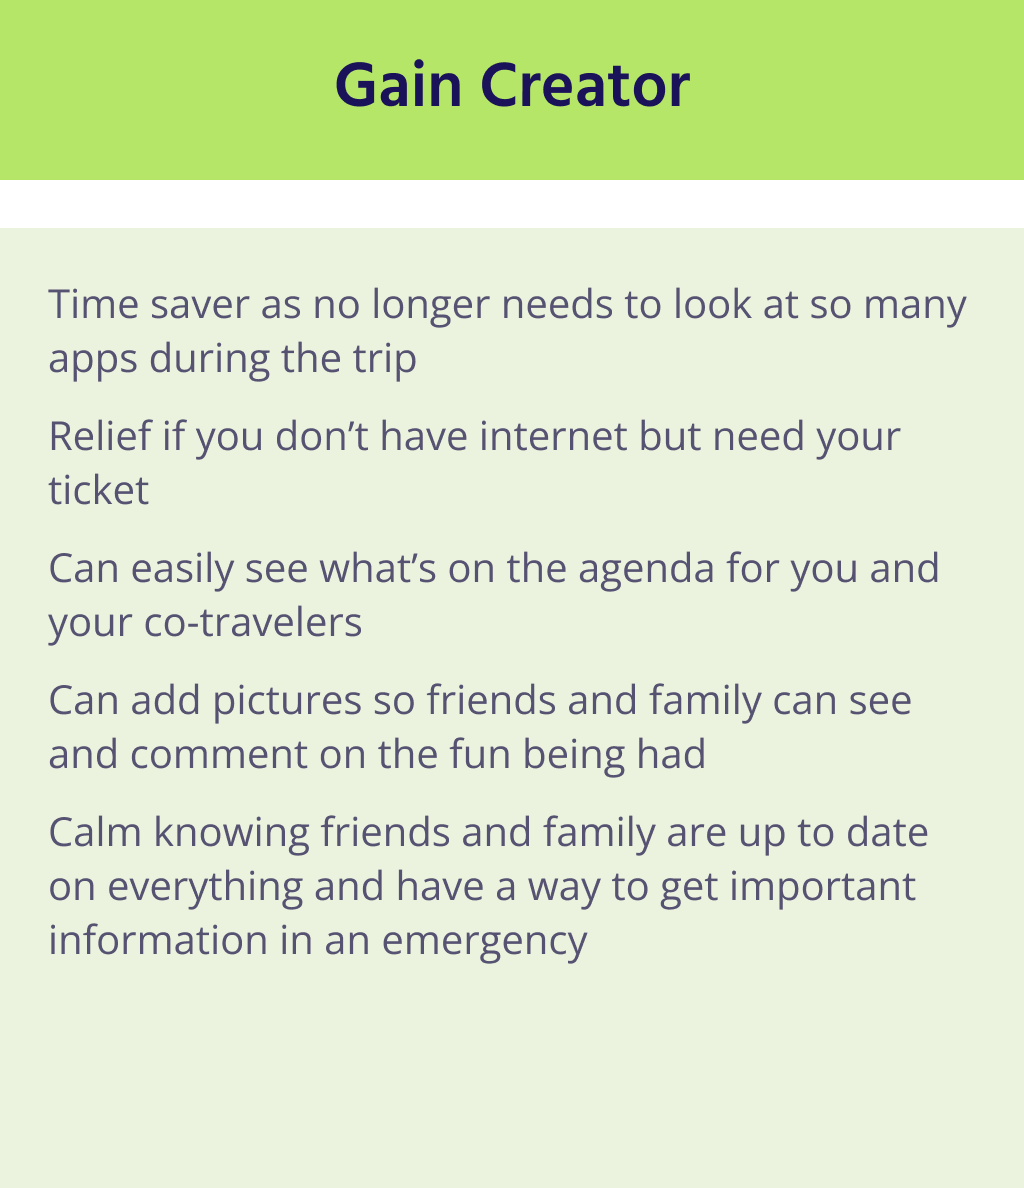 Gain Creator
Time saver as no longer needs to look at so many
apps during the trip
Relief if you don’t have internet but need your
ticket
Can easily see what’s on the agenda for you and
your co-travelers
Can add pictures so friends and family can see
and comment on the fun being had
Calm knowing friends and family are up to date
on everything and have a way to get important
information in an emergency